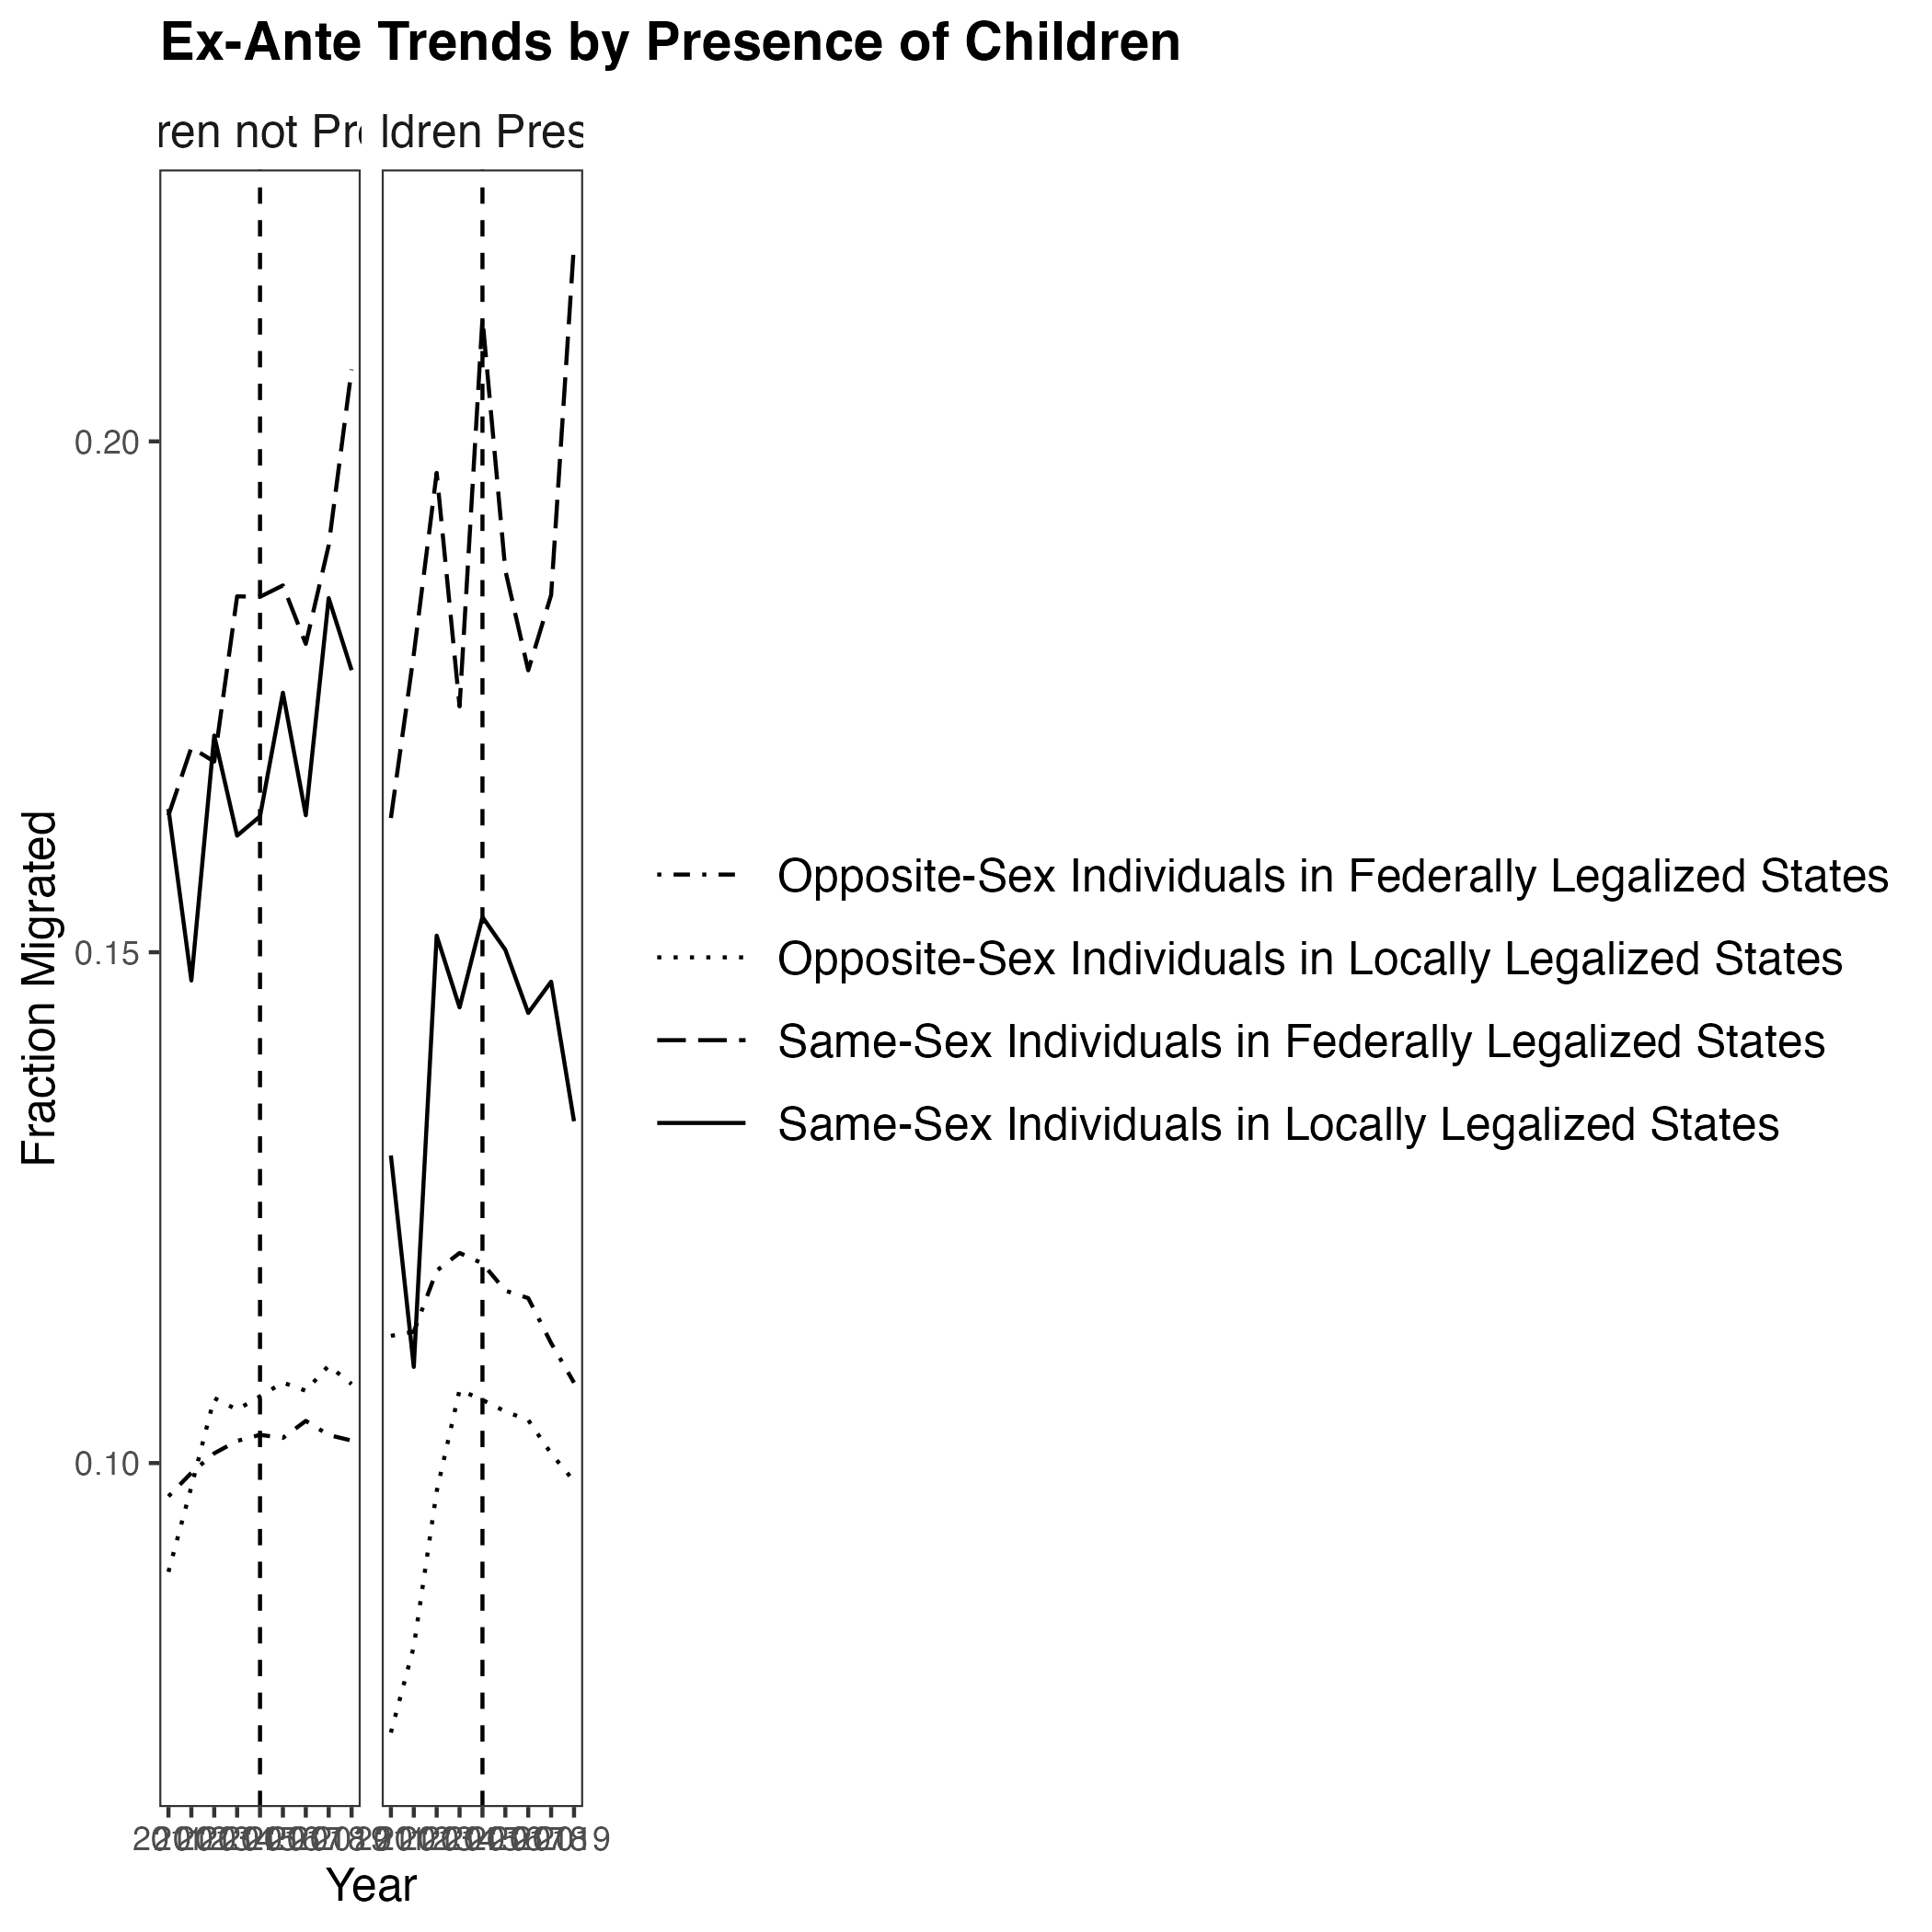 Ex-Ante Trends by Presence of Children
ren not Pr
ldren Pres
0.20
0.15
0.10
Fraction Migrated
Opposite-Sex Individuals in Federally Legalized States
Opposite-Sex Individuals in Locally Legalized States
Same-Sex Individuals in Federally Legalized States
Same-Sex Individuals in Locally Legalized States
Year